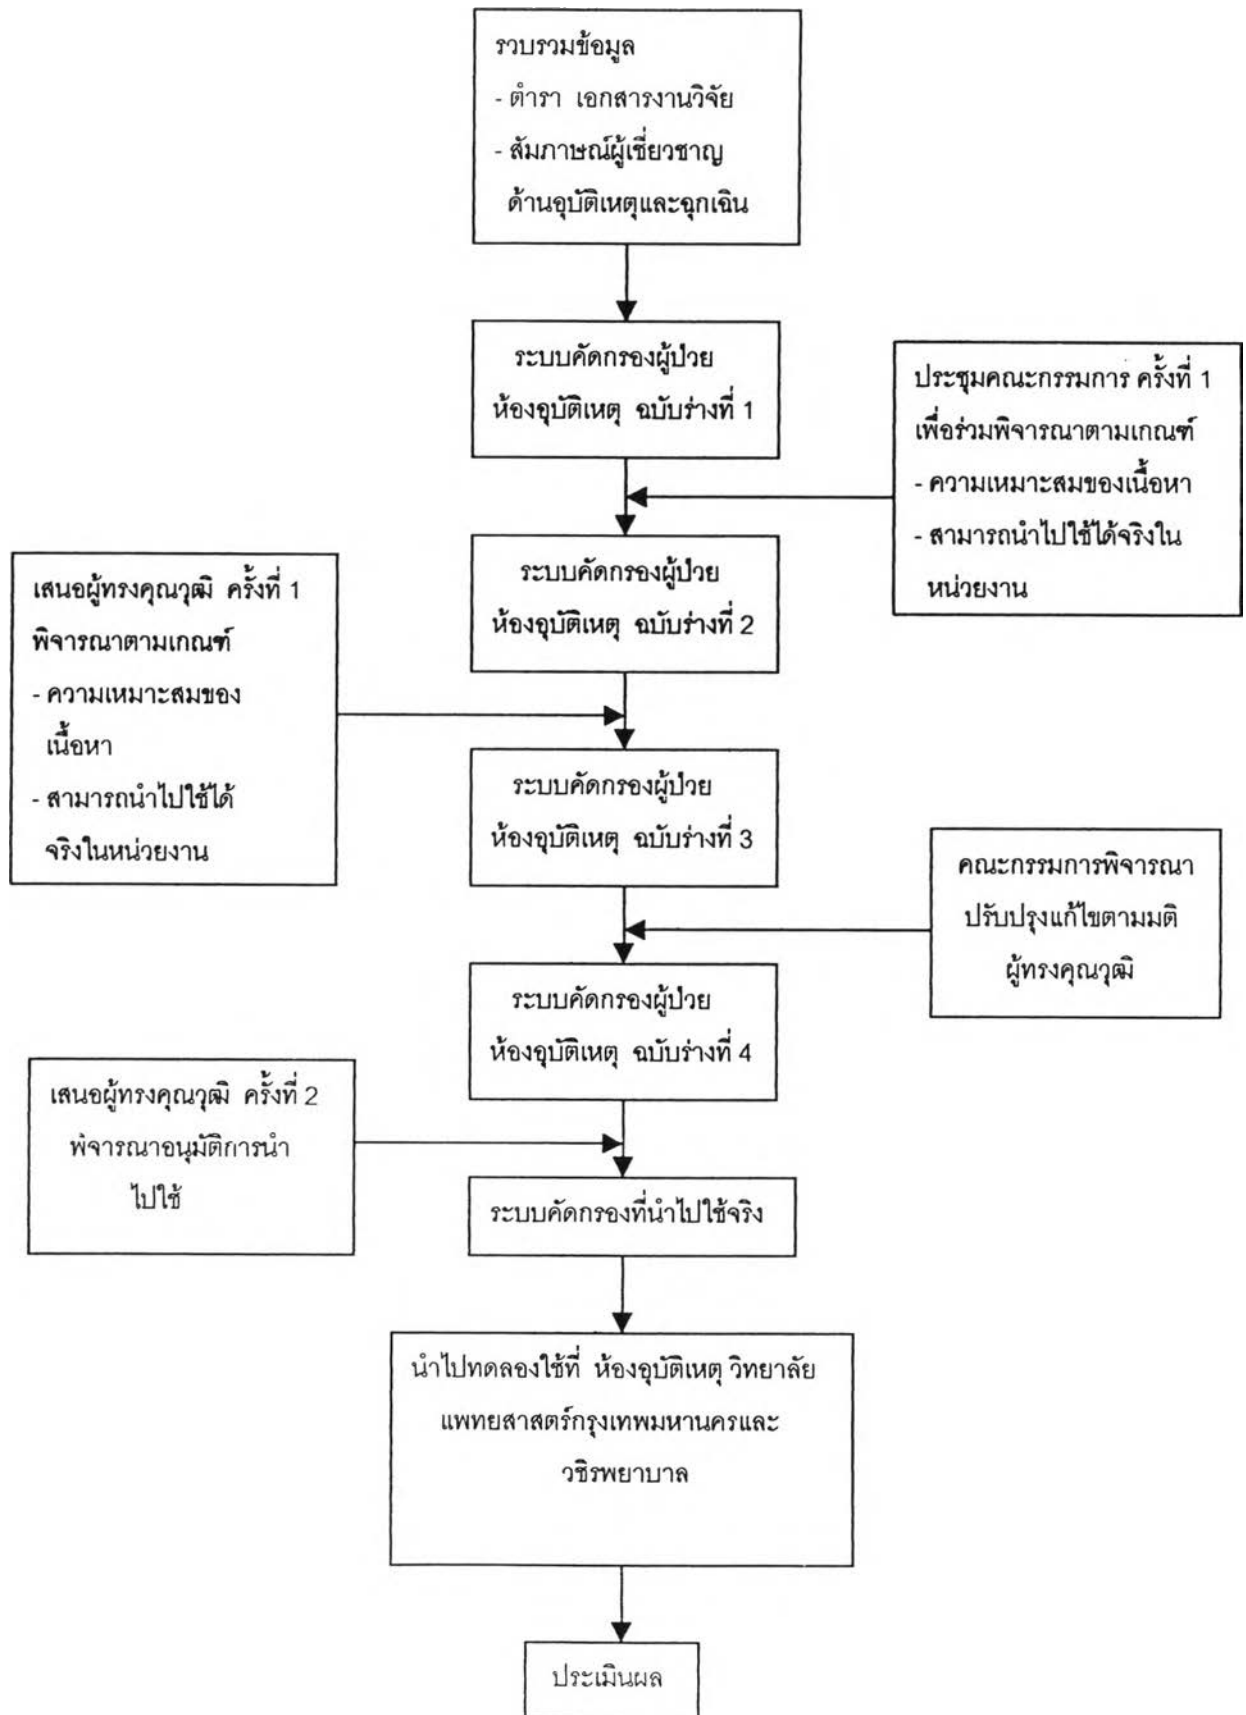 รวบรวมข้อมูล
- ตำรา เอกสารงานวิจัย
- สัมภาษณ์ผู้เชี่ยวชาญ
ด้านอุบัติเหตุและฉุกเฉิน
ระบบคัดกรองผู้ป่วย
ห้องอุบัติเหตุ ฉบับร่างที่ 1
ประชุมคณะกรรมการ ครั้งที่ 1
เพื่อร่วมพิจารณาตามเกณฑ์
- ความเหมาะสมของเนื้อหา
- สามารถนำไปใช้ได้จริงใน
หน่วยงาน
ระบบคัดกรองผู้ป่วย
ห้องอุบัติเหตุ ฉบับร่างที่ 2
เสนอผู้ทรงคุณวุฒิ ครั้งที่ 1
พิจารณาตามเกณฑ์
- ความเหมาะสมของ
เนื้อหา
- สามารถนำไปใช้ได้
จริงในหน่วยงาน
ระบบคัดกรองผู้ป่วย
ห้องอุบัติเหตุ ฉบับร่างที่ 3
คณะกรรมการพิจารณา
ปรับปรุงแก้ไขตามมติ
ผู้ทรงคุณวุฒิ
ระบบคัดกรองผู้ป่วย
ห้องอุบัติเหตุ ฉบับร่างที่ 4
เสนอผู้ทรงคุณวุฒิ ครั้งที่ 2
พิจารณาอนุมัติการนำ
ไปใช้
ระบบคัดกรองที่นำไปใช้จริง
นำไปทดลองใช้ที่ ห้องอุบัติเหตุ วิทยาลัย
แพทยสาสตร์กรุงเทพมหานครและ
วชิรพยาบาล
ประเมินผล